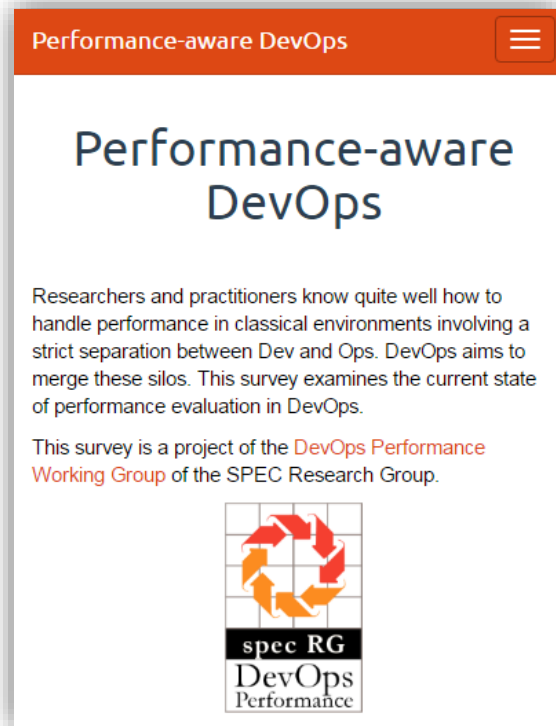 Performance-aware DevOps
Performance-aware
DevOps
Researchers and practitioners know quite well how to
handle performance in classical environments involving a
strict separation between Dev and Ops. DevOps aims to
merge these silos. This survey examines the current state
of performance evaluation in DevOps.
This survey is a project of the DevOps Performance
Working Group of the SPEC Research Group.
spec RG
DevOps
Performance